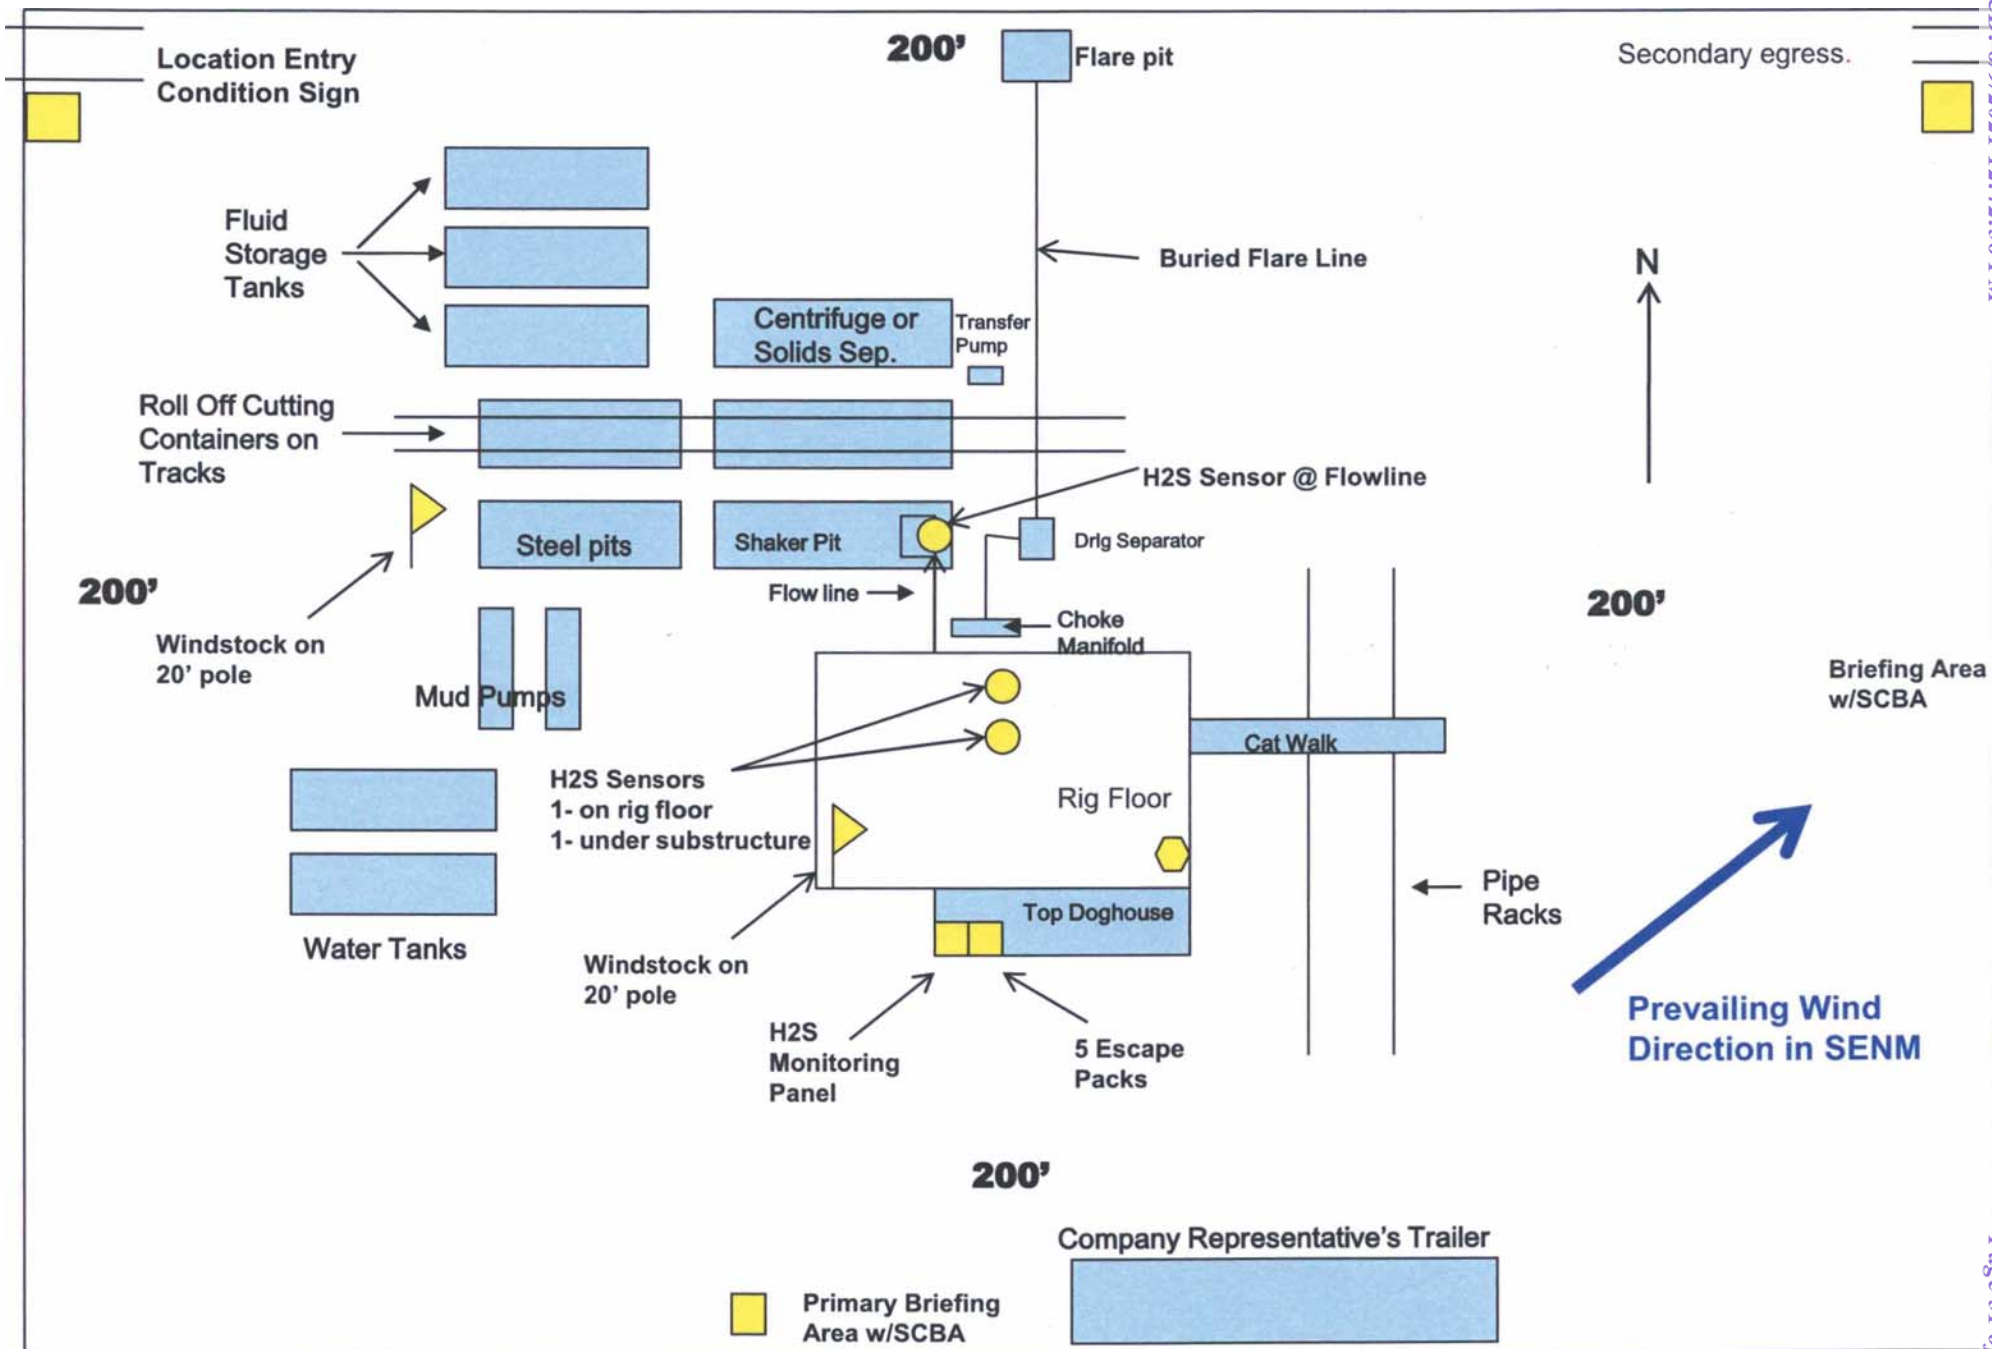 200'
Flare pit
Secondary egress.
Location Entry
Condition Sign
Fluid
Storage
Tanks
Buried Flare Line
N
Centrifuge or
Solids Sep.
Transfer
Pump
Roll Off Cutting
Containers on
Tracks
H2S Sensor @ Flowline
Steel pits
Shaker Pit
Drlg Separator
200'
Flow line
200'
Choke
Manifold
Windstock on
20' pole
Mud Pumps
Briefing Area
w/SCBA
Cat Walk
H2S Sensors
1- on rig floor
1- under substructure
Rig Floor
Pipe
Racks
Top Doghouse
Water Tanks
Windstock on
20' pole
Prevailing Wind
Direction in SENM
H2S
Monitoring
Panel
5 Escape
Packs
200'
Company Representative's Trailer
Primary Briefing
Area w/SCBA